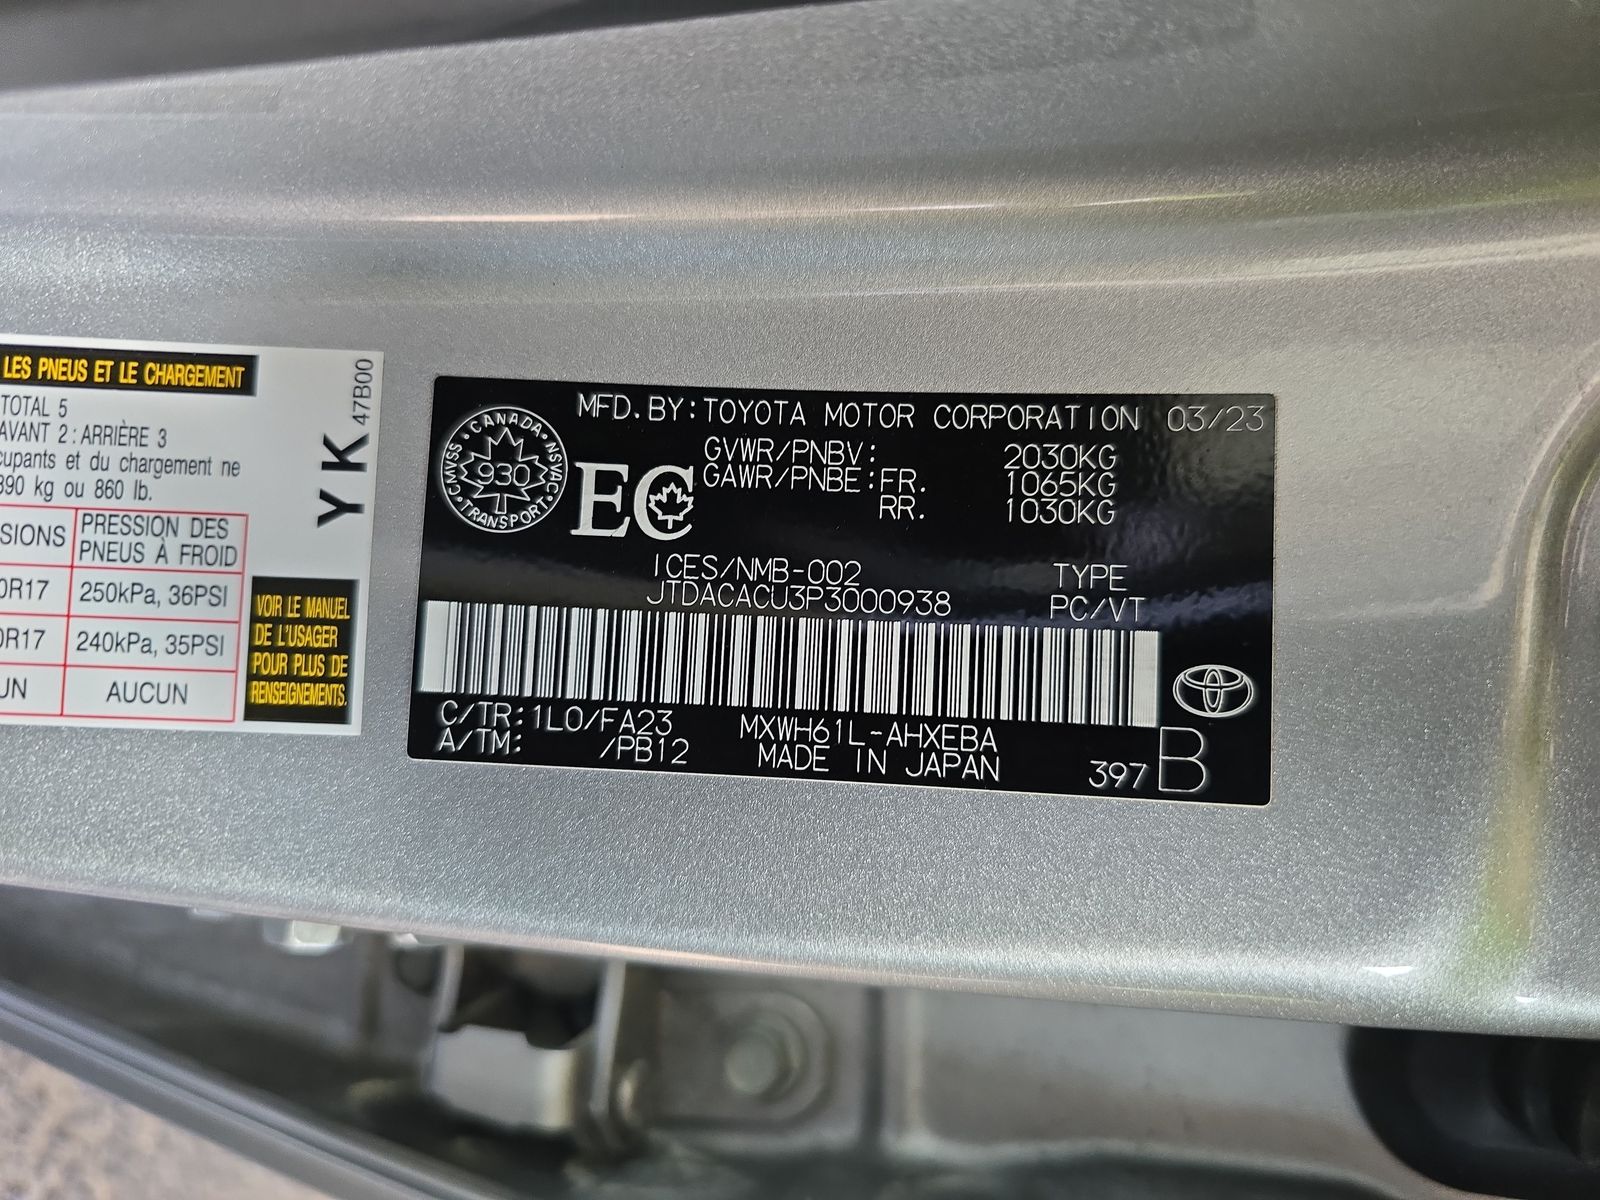 LES PNEUS ET LE CHARGEMENT
TOTAL 5
AVANT 2 : ARRIÈRE 3
cupants et du chargement ne
390 kg ou 860 lb.
SIONS
PRESSION DES
PNEUS À FROID
0R17
250kPa, 36PSI
0R17
240kPa, 35PSI
UN
AUCUN
YK
47B00
VOIR LE MANUEL
DE L'USAGER
POUR PLUS DE
RENSEIGNEMENTS.
MFD.BY:TOYOTA MOTOR CORPORATION 03/23
CANADA
CMVSS
930
NSVAC
TRANSPORT
EC
GVWR/PNBV: 2030KG
GAWR/PNBE:FR. 1065KG
RR. 1030KG
ICES/NMB-002
TYPE
JTDACACU3P3000938
PC/VT
C/TR:1L0/FA23
MXWH61L-AHXEBA
A/TM: /PB12
MADE IN JAPAN
397 B